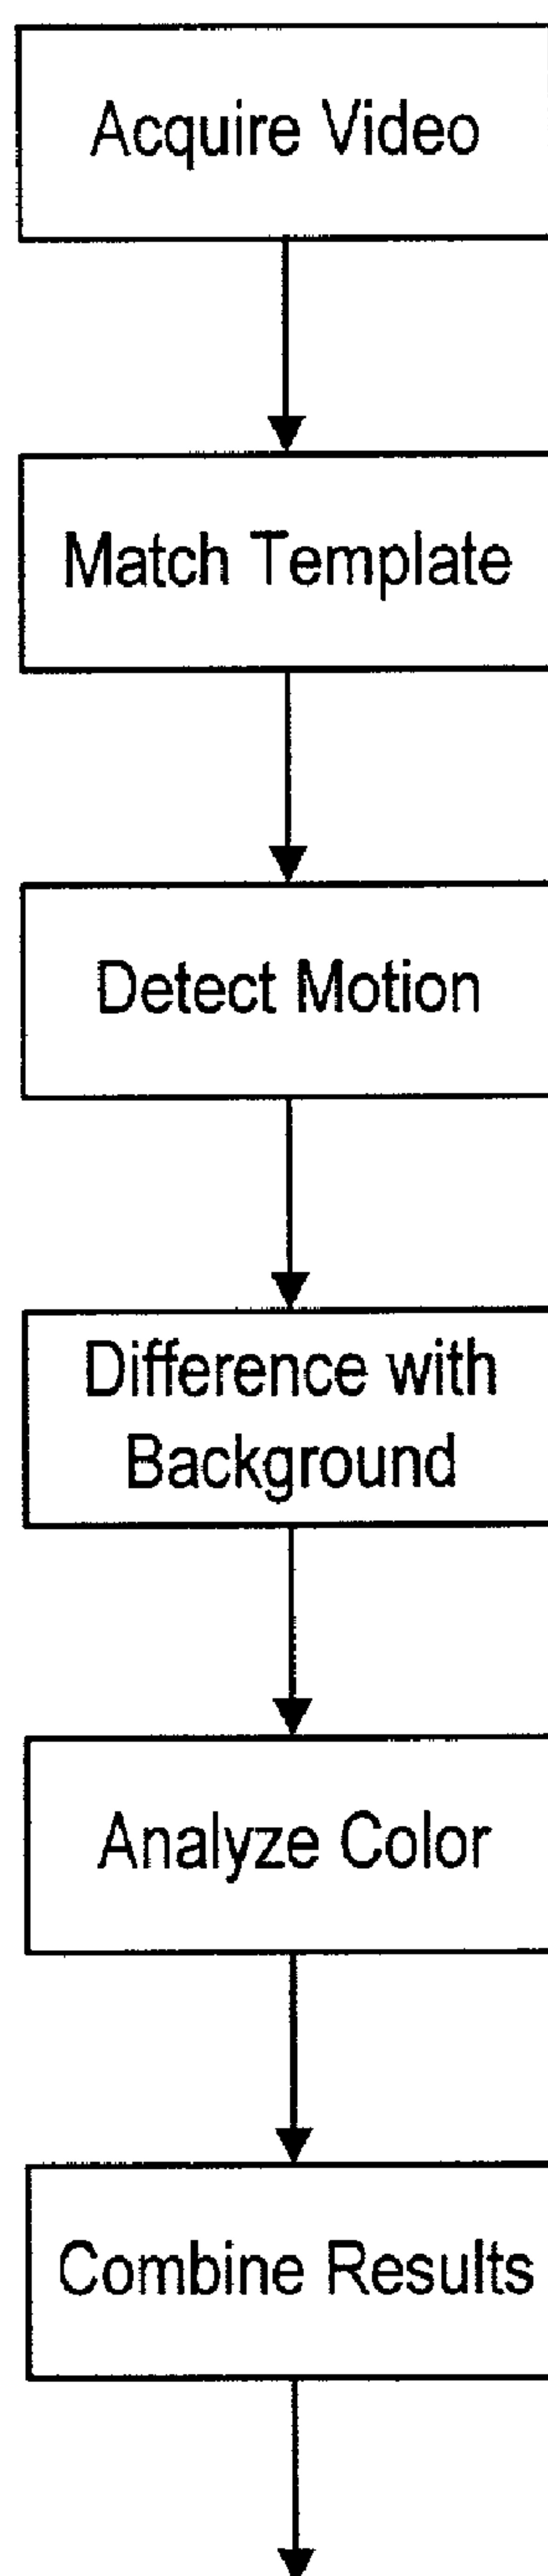 Acquire Video
Match Template
Detect Motion
Difference with
Background
Analyze Color
Combine Results